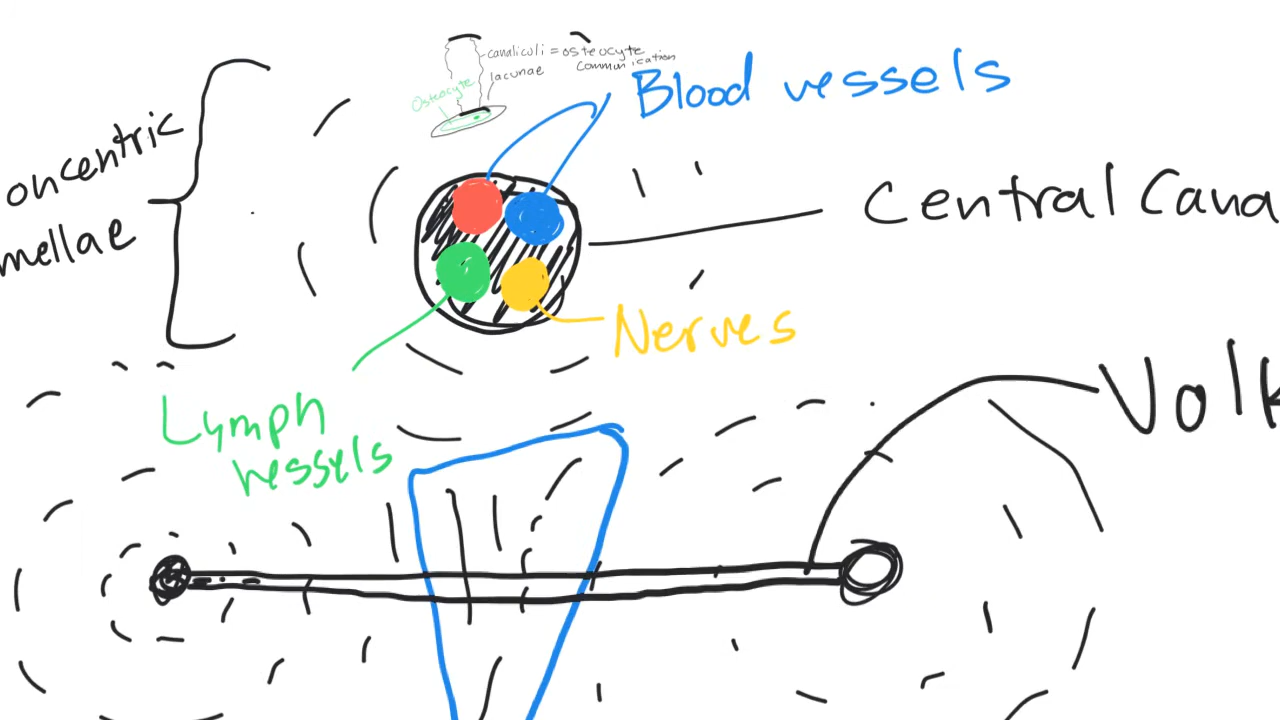 canaliculi = osteocyte
communication
lacunae
Osteocyte
Blood vessels
oncentric
mellae
Central Cana
Nerves
Lymph
vessels
Volk